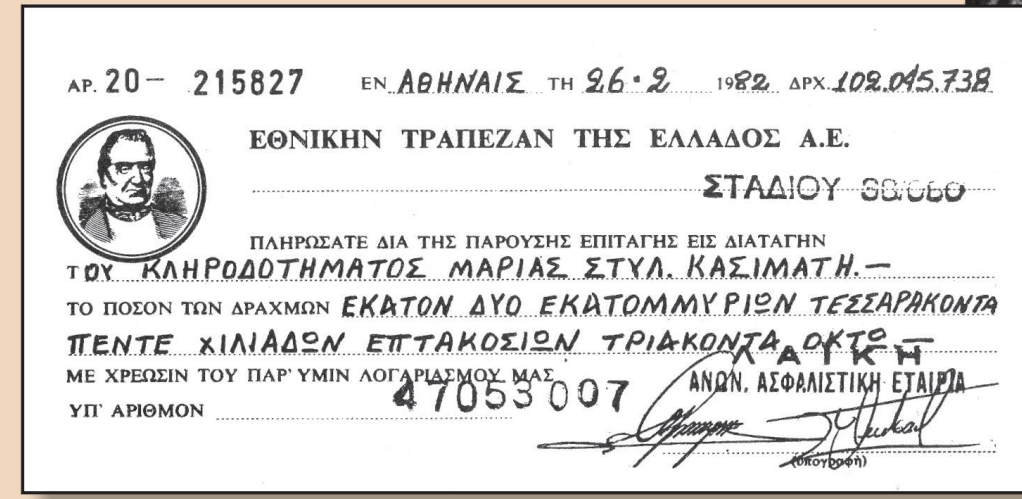 ΑΡ. 20- 215827 ΕΝ ΑΘΗΝΑΙΣ ΤΗ 26·2 1982 ΔΡΧ. 102.045.738
ΕΘΝΙΚΗΝ ΤΡΑΠΕΖΑΝ ΤΗΣ ΕΛΛΑΔΟΣ Α.Ε.
ΣΤΑΔΙΟΥ
ΠΛΗΡΩΣΑΤΕ ΔΙΑ ΤΗΣ ΠΑΡΟΥΣΗΣ ΕΠΙΤΑΓΗΣ ΕΙΣ ΔΙΑΤΑΓΗΝ
ΤΟΥ ΚΛΗΡΟΔΟΤΗΜΑΤΟΣ ΜΑΡΙΑΣ ΣΤΥΛ. ΚΑΣΙΜΑΤΗ.-
ΤΟ ΠΟΣΟΝ ΤΩΝ ΔΡΑΧΜΩΝ ΕΚΑΤΟΝ ΔΥΟ ΕΚΑΤΟΜΜΥΡΙΩΝ ΤΕΣΣΑΡΑΚΟΝΤΑ
ΠΕΝΤΕ ΧΙΛΙΑΔΩΝ ΕΠΤΑΚΟΣΙΩΝ ΤΡΙΑΚΟΝΤΑ ΟΚΤΩ -
ΛΑΪΚΗ
ΜΕ ΧΡΕΩΣΙΝ ΤΟΥ ΠΑΡ' ΥΜΙΝ ΛΟΓΑΡΙΑΣΜΟΥ ΜΑΣ ΑΝΩΝ. ΑΣΦΑΛΙΣΤΙΚΗ ΕΤΑΙΡΙΑ
ΥΠ' ΑΡΙΘΜΟΝ 47053007
(υπογραφή)